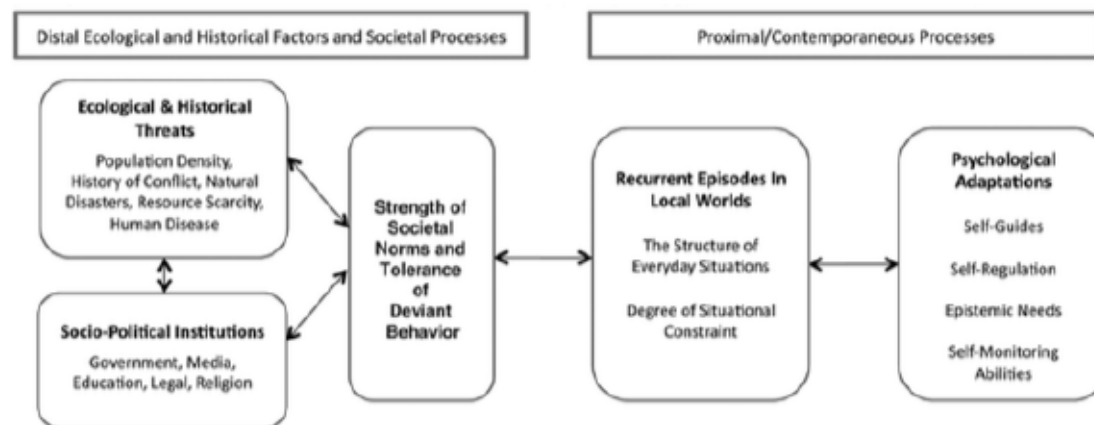 Distal Ecological and Historical Factors and Societal Processes
Proximal/Contemporaneous Processes
Ecological & Historical
Threats
Population Density,
History of Conflict, Natural
Disasters, Resource Scarcity,
Human Disease
Socio-Political Institutions
Government, Media,
Education, Legal, Religion
Strength of
Societal
Norms and
Tolerance
of
Deviant
Behavior
Recurrent Episodes In
Local Worlds
The Structure of
Everyday Situations
Degree of Situational
Constraint
Psychological
Adaptations
Self-Guides
Self-Regulation
Epistemic Needs
Self-Monitoring
Abilities